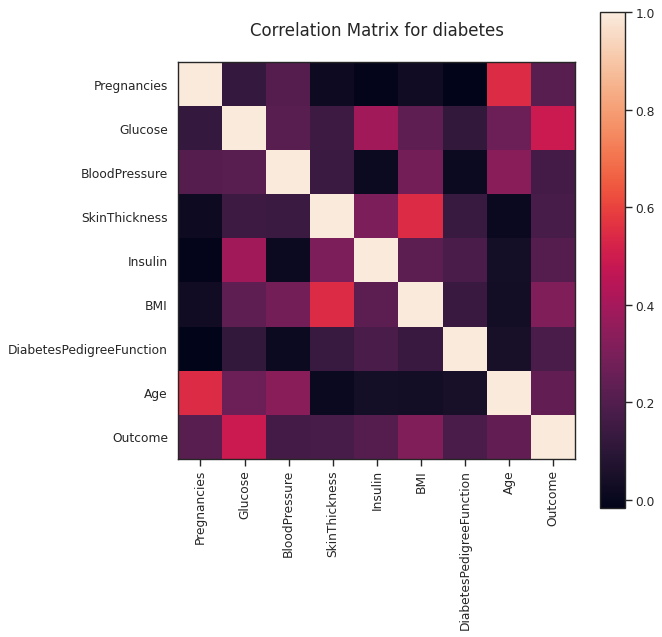 Correlation Matrix for diabetes
Pregnancies
Glucose
BloodPressure
SkinThickness
Insulin
BMI
DiabetesPedigreeFunction
Age
Outcome
Pregnancies
Glucose
BloodPressure
SkinThickness
Insulin
BMI
DiabetesPedigreeFunction
Age
Outcome
1.0
0.8
0.6
0.4
0.2
0.0